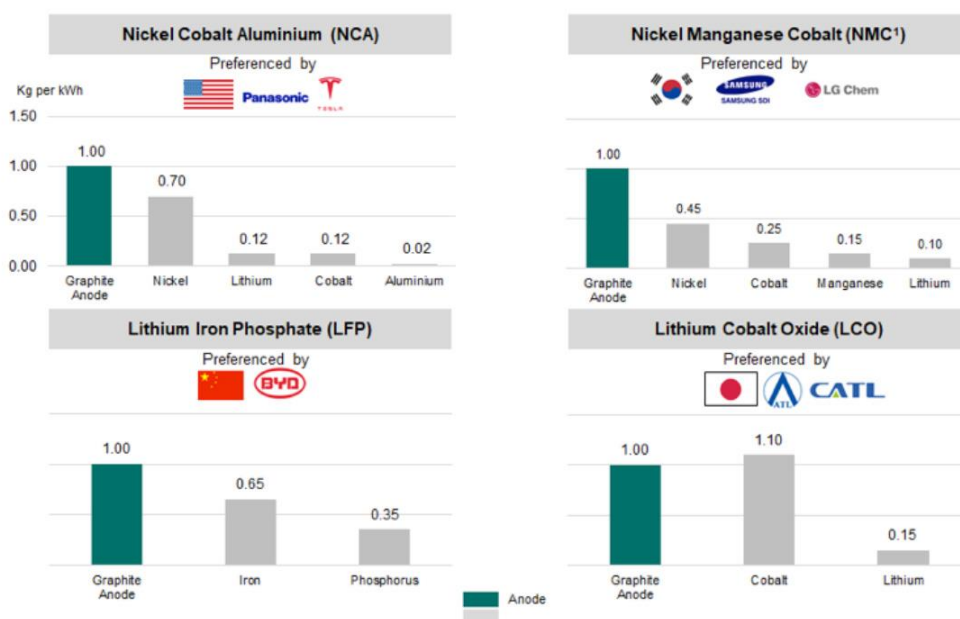 Nickel Cobalt Aluminium (NCA)
Preferenced by
Panasonic
TESLA
Kg per kWh
1.50
1.00
0.50
0.00
1.00
0.70
0.12
0.12
0.02
Graphite Anode
Nickel
Lithium
Cobalt
Aluminium
Nickel Manganese Cobalt (NMC¹)
Preferenced by
SAMSUNG
SAMSUNG SDI
LG Chem
1.00
0.45
0.25
0.15
0.10
Graphite
Anode
Nickel
Cobalt
Manganese
Lithium
Lithium Iron Phosphate (LFP)
Preferenced by
BYD
1.00
0.65
0.35
Graphite
Anode
Iron
Phosphorus
Lithium Cobalt Oxide (LCO)
Preferenced by
ATL
CATL
1.00
1.10
0.15
Graphite
Anode
Cobalt
Lithium
Anode